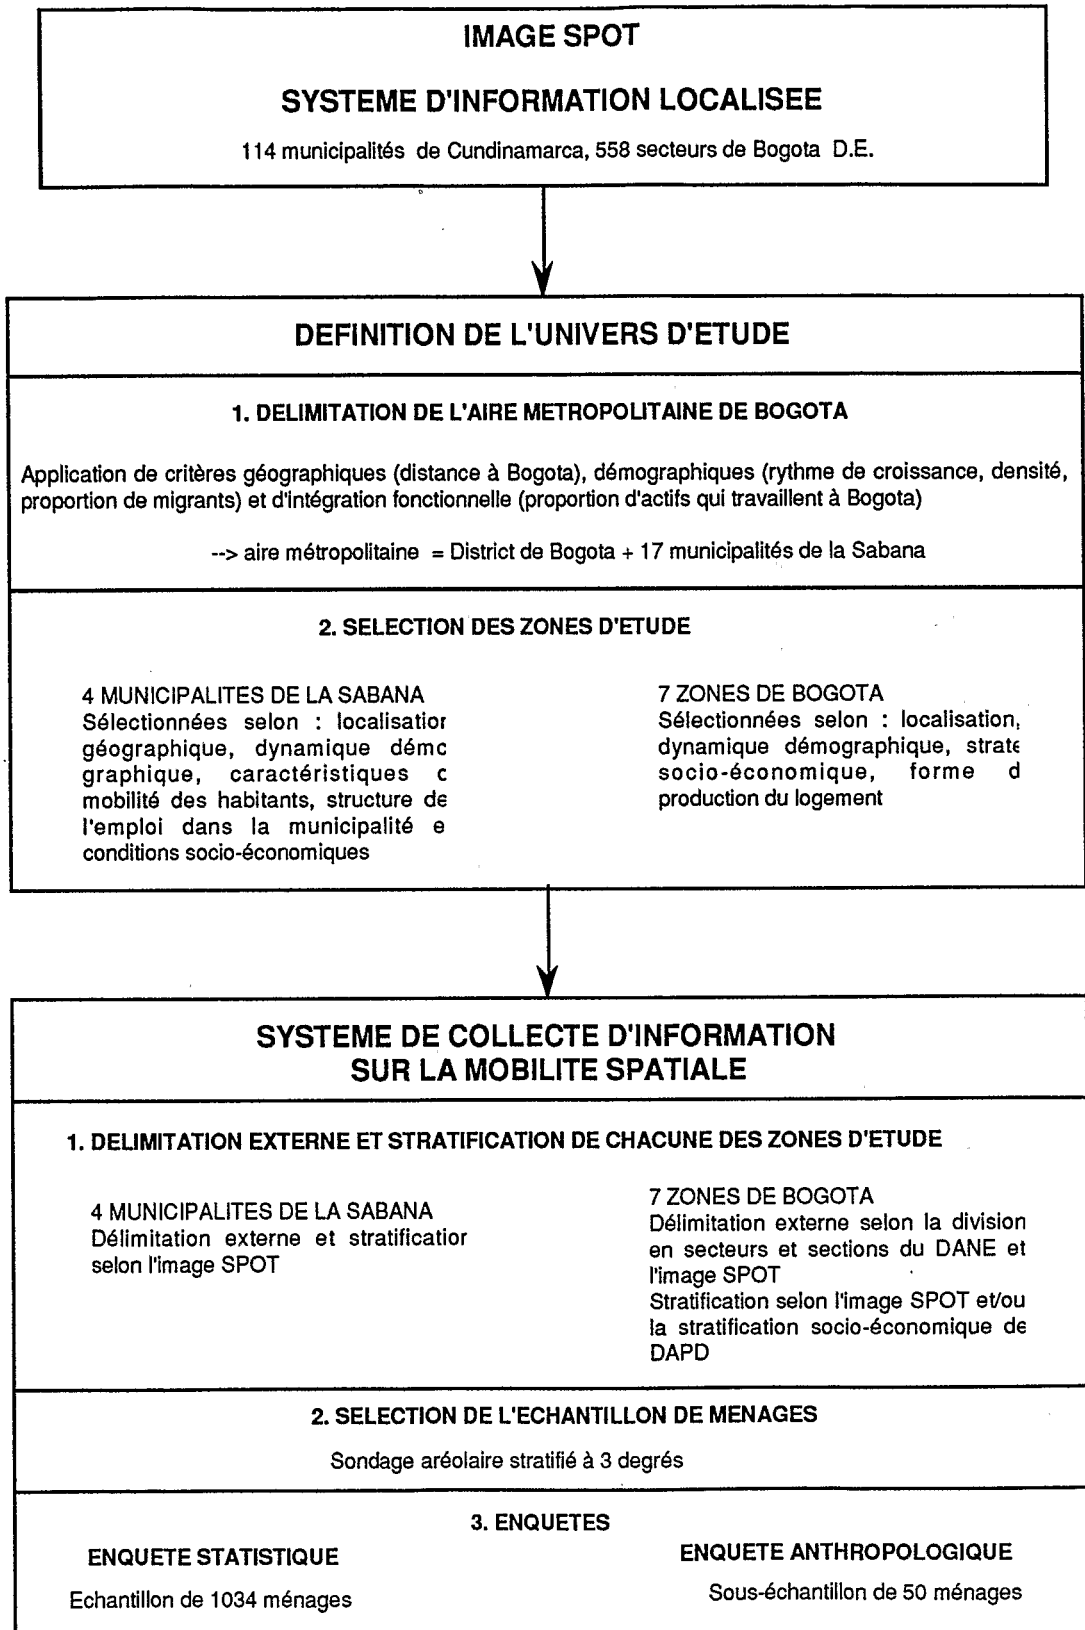 IMAGE SPOT
SYSTEME D'INFORMATION LOCALISEE
114 municipalités de Cundinamarca, 558 secteurs de Bogota D.E.
DEFINITION DE L'UNIVERS D'ETUDE
1. DELIMITATION DE L'AIRE METROPOLITAINE DE BOGOTA
Application de critères géographiques (distance à Bogota), démographiques (rythme de croissance, densité,
proportion de migrants) et d'intégration fonctionnelle (proportion d'actifs qui travaillent à Bogota)
--> aire métropolitaine = District de Bogota + 17 municipalités de la Sabana
2. SELECTION DES ZONES D'ETUDE
4 MUNICIPALITES DE LA SABANA
Sélectionnées selon : localisation
géographique, dynamique démo
graphique, caractéristiques d
mobilité des habitants, structure de
l'emploi dans la municipalité e
conditions socio-économiques
7 ZONES DE BOGOTA
Sélectionnées selon : localisation,
dynamique démographique, strate
socio-économique, forme d
production du logement
SYSTEME DE COLLECTE D'INFORMATION
SUR LA MOBILITE SPATIALE
1. DELIMITATION EXTERNE ET STRATIFICATION DE CHACUNE DES ZONES D'ETUDE
4 MUNICIPALITES DE LA SABANA
Délimitation externe et stratification
selon l'image SPOT
7 ZONES DE BOGOTA
Délimitation externe selon la division
en secteurs et sections du DANE et
l'image SPOT
Stratification selon l'image SPOT et/ou
la stratification socio-économique de
DAPD
2. SELECTION DE L'ECHANTILLON DE MENAGES
Sondage aréolaire stratifié à 3 degrés
3. ENQUETES
ENQUETE STATISTIQUE
Echantillon de 1034 ménages
ENQUETE ANTHROPOLOGIQUE
Sous-échantillon de 50 ménages